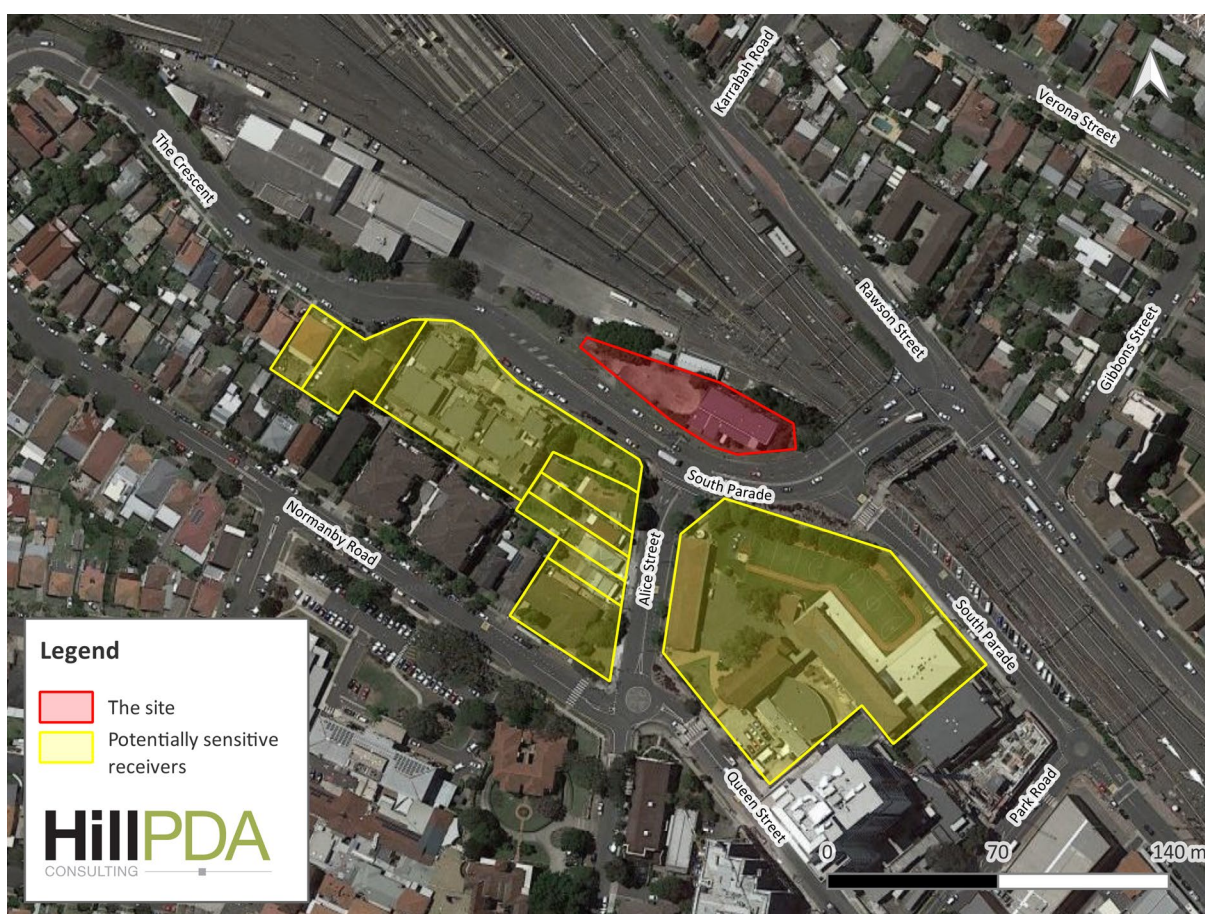 Karrabah Road
Verona Street
The Crescent
Rawson Street
Gibbons Street
South Parade
Normanby Road
Alice Street
South Parade
Queen Street
Park Road
Legend
The site
Potentially sensitive
receivers
HillPDA
CONSULTING
0 70 140 m